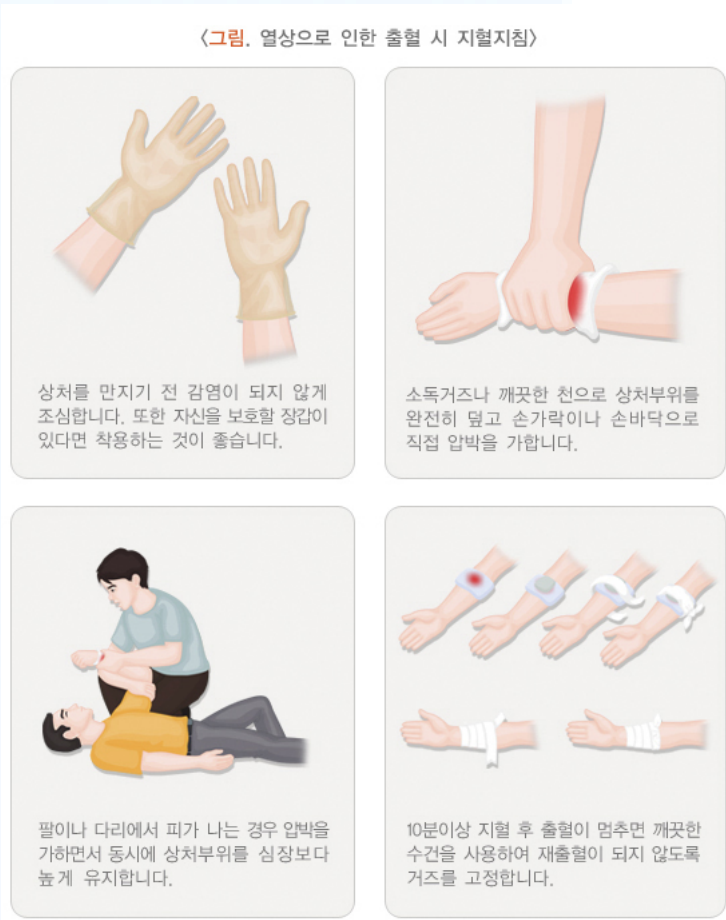 〈그림. 열상으로 인한 출혈 시 지혈지침〉
상처를 만지기 전 감염이 되지 않게
조심합니다. 또한 자신을 보호할 장갑이
있다면 착용하는 것이 좋습니다.
소독거즈나 깨끗한 천으로 상처부위를
완전히 덮고 손가락이나 손바닥으로
직접 압박을 가합니다.
팔이나 다리에서 피가 나는 경우 압박을
가하면서 동시에 상처부위를 심장보다
높게 유지합니다.
10분이상 지혈 후 출혈이 멈추면 깨끗한
수건을 사용하여 재출혈이 되지 않도록
거즈를 고정합니다.